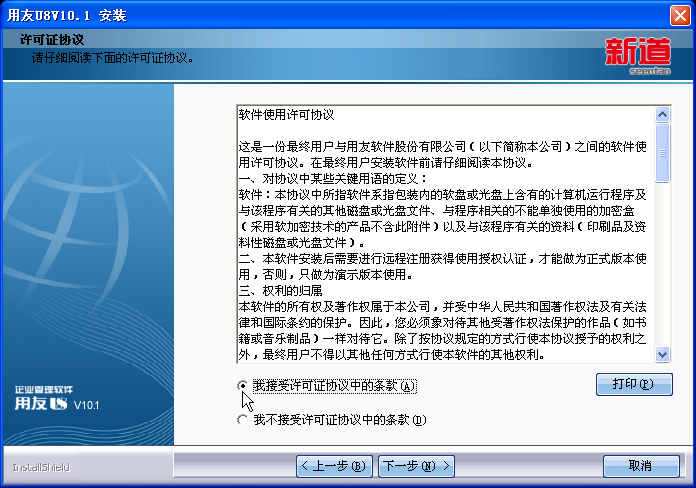 用友U8V10.1 安装
许可证协议
请仔细阅读下面的许可证协议。
新道
seentao
软件使用许可协议
这是一份最终用户与用友软件股份有限公司（以下简称本公司）之间的软件使
用许可协议。在最终用户安装软件前请仔细阅读本协议。
一、对协议中某些关键用语的定义：
软件：本协议中所指软件系指包装内的软盘或光盘上含有的计算机运行程序及
与该程序有关的其他磁盘或光盘文件、与程序相关的不能单独使用的加密盒
（采用软加密技术的产品不含此附件）以及与该程序有关的资料（印刷品及资
料性磁盘或光盘文件）。
二、本软件安装后需要进行远程注册获得使用授权认证，才能做为正式版本使
用，否则，只做为演示版本使用。
三、权利的归属
本软件的所有权及著作权属于本公司，并受中华人民共和国著作权法及有关法
律和国际条约的保护。因此，您必须象对待其他受著作权法保护的作品（如书
籍或音乐制品）一样对待它。除了按协议规定的方式行使本协议授予的权利之
外，最终用户不得以其他任何方式行使本软件的其他权利。
我接受许可证协议中的条款(A)
打印(P)
我不接受许可证协议中的条款(D)
企业管理软件
用友 U8 V10.1
InstallShield
< 上一步(B)
下一步(N) >
取消